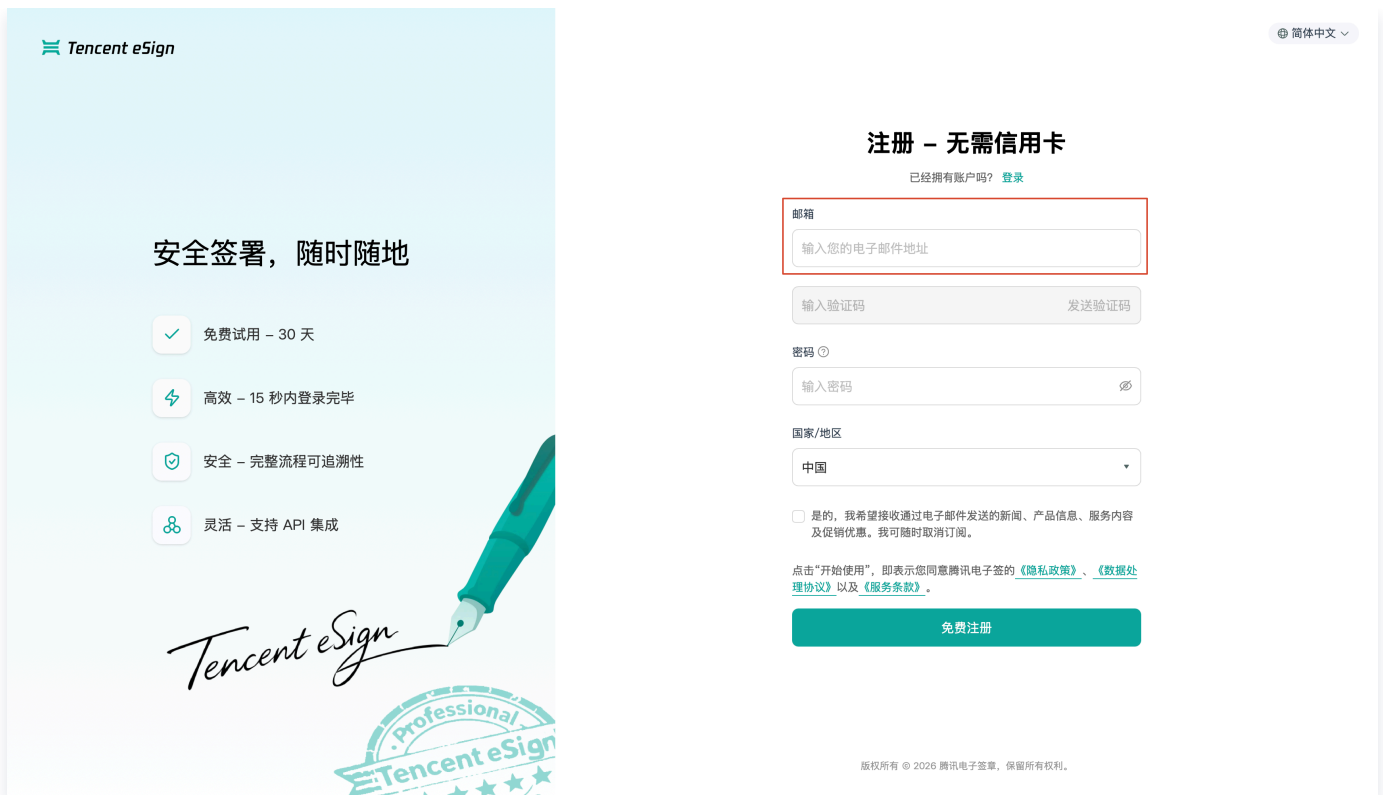 Tencent eSign
简体中文
安全签署，随时随地
免费试用 – 30 天
高效 – 15 秒内登录完毕
安全 – 完整流程可追溯性
灵活 – 支持 API 集成
Tencent eSign
Professional
Tencent eSign
注册 – 无需信用卡
已经拥有账户吗? 登录
邮箱
输入您的电子邮件地址
输入验证码 发送验证码
密码
输入密码
国家/地区
中国
是的，我希望接收通过电子邮件发送的新闻、产品信息、服务内容
及促销优惠。我可随时取消订阅。
点击“开始使用”，即表示您同意腾讯电子签的《隐私政策》、《数据处
理协议》以及《服务条款》。
免费注册
版权所有 © 2026 腾讯电子签章，保留所有权利。